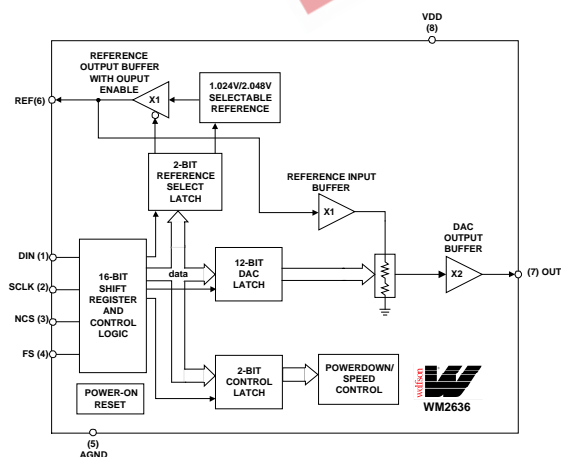 VDD
(8)
REFERENCE
OUTPUT BUFFER
WITH OUPUT
ENABLE
X1
1.024V/2.048V
SELECTABLE
REFERENCE
REF(6)
2-BIT
REFERENCE
SELECT
LATCH
REFERENCE INPUT
BUFFER
X1
DAC
OUTPUT
BUFFER
X2
(7) OUT
DIN (1)
SCLK (2)
NCS (3)
FS (4)
16-BIT
SHIFT
REGISTER
AND
CONTROL
LOGIC
data
12-BIT
DAC
LATCH
2-BIT
CONTROL
LATCH
POWERDOWN/
SPEED
CONTROL
wolfson
WM2636
POWER-ON
RESET
(5)
AGND